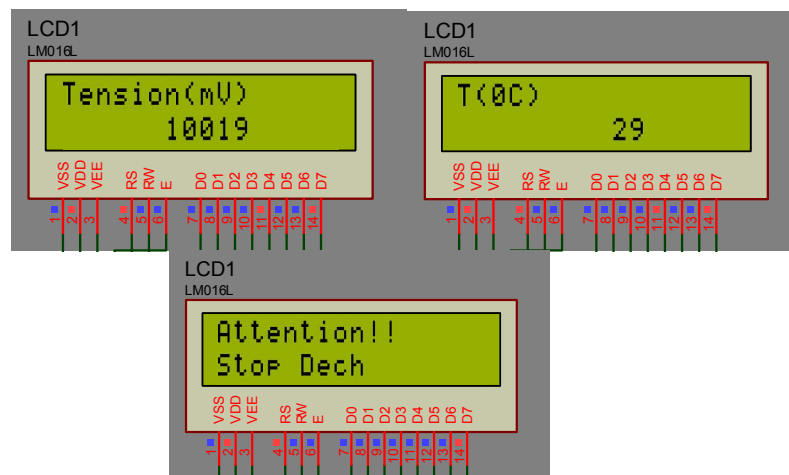 LCD1
LM016L
Tension(mV)
10019
VSS VDD VEE RS RW E D0 D1 D2 D3 D4 D5 D6 D7
1 2 3 4 5 6 7 8 9 10 11 12 13 14
LCD1
LM016L
T(0C)
29
VSS VDD VEE RS RW E D0 D1 D2 D3 D4 D5 D6 D7
1 2 3 4 5 6 7 8 9 10 11 12 13 14
LCD1
LM016L
Attention!!
Stop Dech
VSS VDD VEE RS RW E D0 D1 D2 D3 D4 D5 D6 D7
1 2 3 4 5 6 7 8 9 10 11 12 13 14